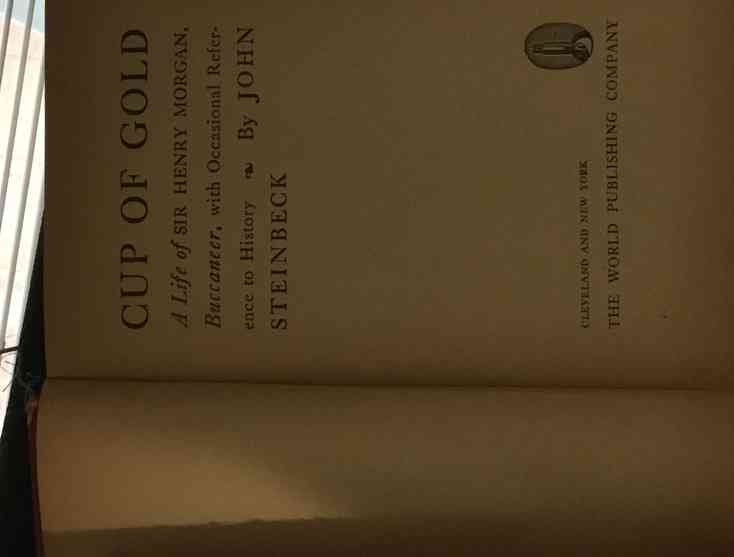 CUP OF GOLD
A Life of SIR HENRY MORGAN,
Buccaneer, with Occasional Refer-
ence to History ❧ By JOHN
STEINBECK
CLEVELAND AND NEW YORK
THE WORLD PUBLISHING COMPANY